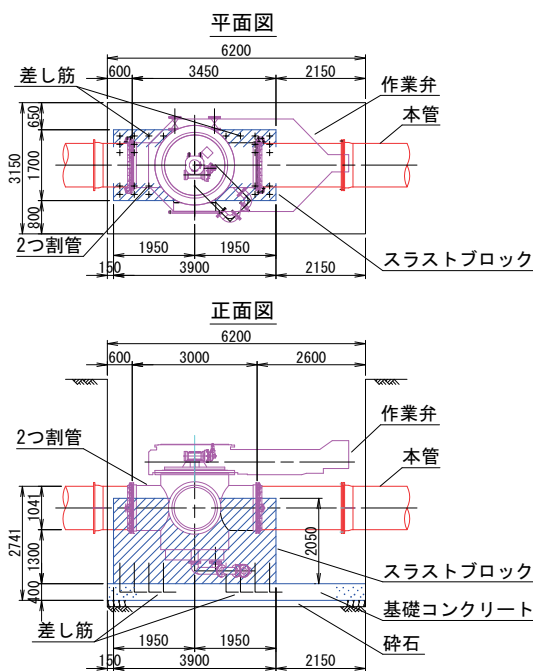 平面図
6200
600
3450
2150
差し筋
作業弁
本管
650
1700
3150
800
2つ割管
1950
1950
スラストブロック
150
3900
2150
正面図
6200
600
3000
2600
作業弁
2つ割管
本管
1041
2741
1300
2050
400
スラストブロック
基礎コンクリート
差し筋
砕石
1950
1950
150
3900
2150